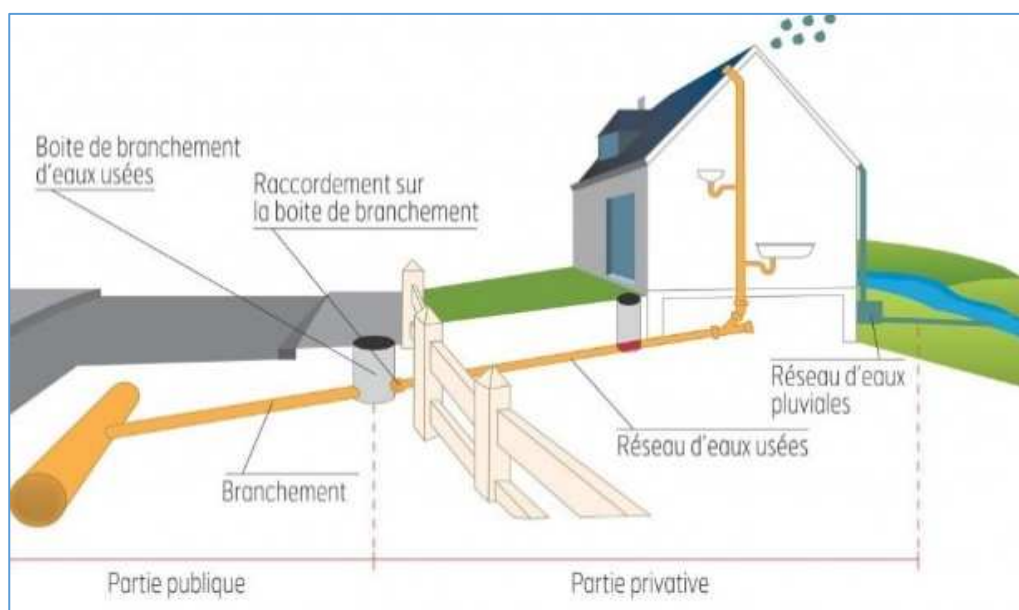 Boite de branchement
d'eaux usées
Raccordement sur
la boite de branchement
Réseau d'eaux
pluviales
Réseau d'eaux usées
Branchement
Partie publique
Partie privative